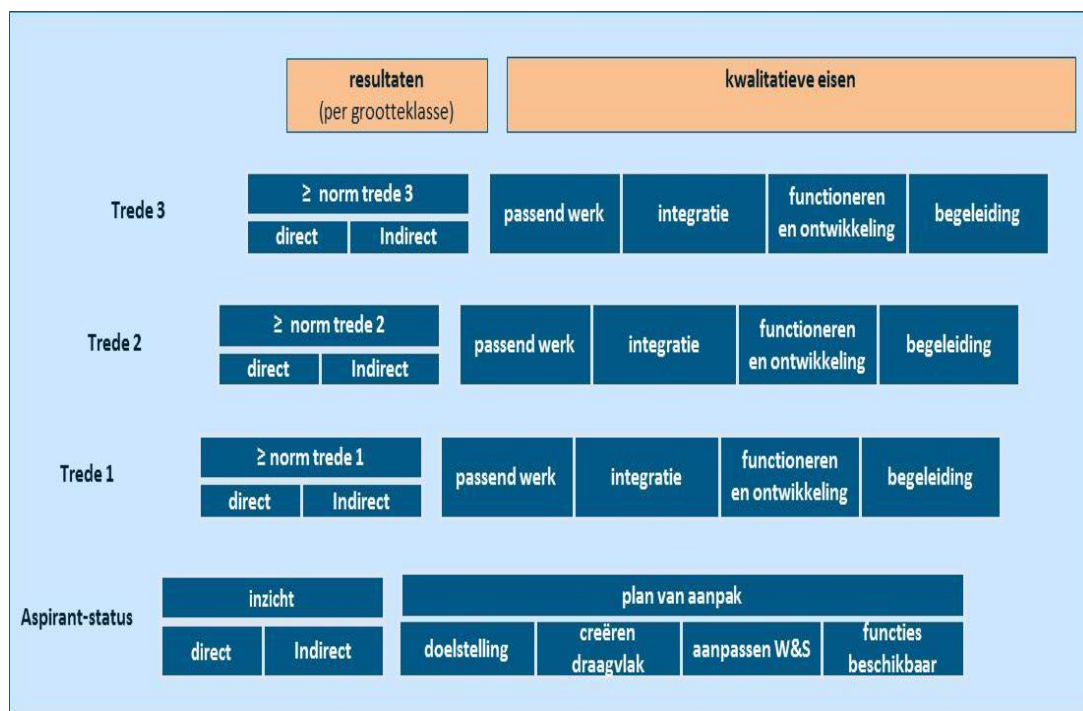 resultaten
(per grootteklasse)
kwalitatieve eisen
Trede 3
≥ norm trede 3
direct
Indirect
passend werk
integratie
functioneren
en ontwikkeling
begeleiding
Trede 2
≥ norm trede 2
direct
Indirect
passend werk
integratie
functioneren
en ontwikkeling
begeleiding
Trede 1
≥ norm trede 1
direct
Indirect
passend werk
integratie
functioneren
en ontwikkeling
begeleiding
Aspirant-status
inzicht
direct
Indirect
plan van aanpak
doelstelling
creëren
draagvlak
aanpassen W&S
functies
beschikbaar